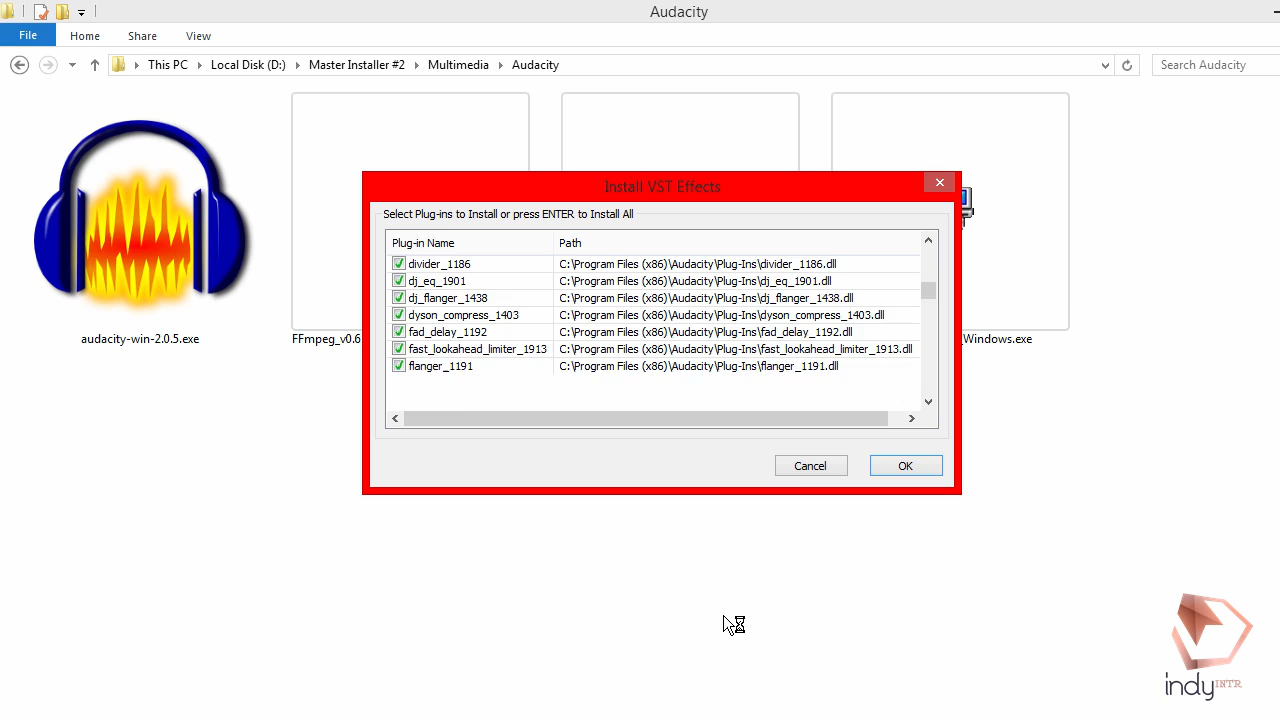 Audacity
File Home Share View
This PC Local Disk (D:) Master Installer #2 Multimedia Audacity
Search Audacity
Install VST Effects
Select Plug-ins to Install or press ENTER to Install All
Plug-in Name Path
divider_1186 C:\Program Files (x86)\Audacity\Plug-Ins\divider_1186.dll
dj_eq_1901 C:\Program Files (x86)\Audacity\Plug-Ins\dj_eq_1901.dll
dj_flanger_1438 C:\Program Files (x86)\Audacity\Plug-Ins\dj_flanger_1438.dll
dyson_compress_1403 C:\Program Files (x86)\Audacity\Plug-Ins\dyson_compress_1403.dll
fad_delay_1192 C:\Program Files (x86)\Audacity\Plug-Ins\fad_delay_1192.dll
fast_lookahead_limiter_1913 C:\Program Files (x86)\Audacity\Plug-Ins\fast_lookahead_limiter_1913.dll
flanger_1191 C:\Program Files (x86)\Audacity\Plug-Ins\flanger_1191.dll
Cancel OK
audacity-win-2.0.5.exe FFmpeg_v0.6 _Windows.exe
indy INTR